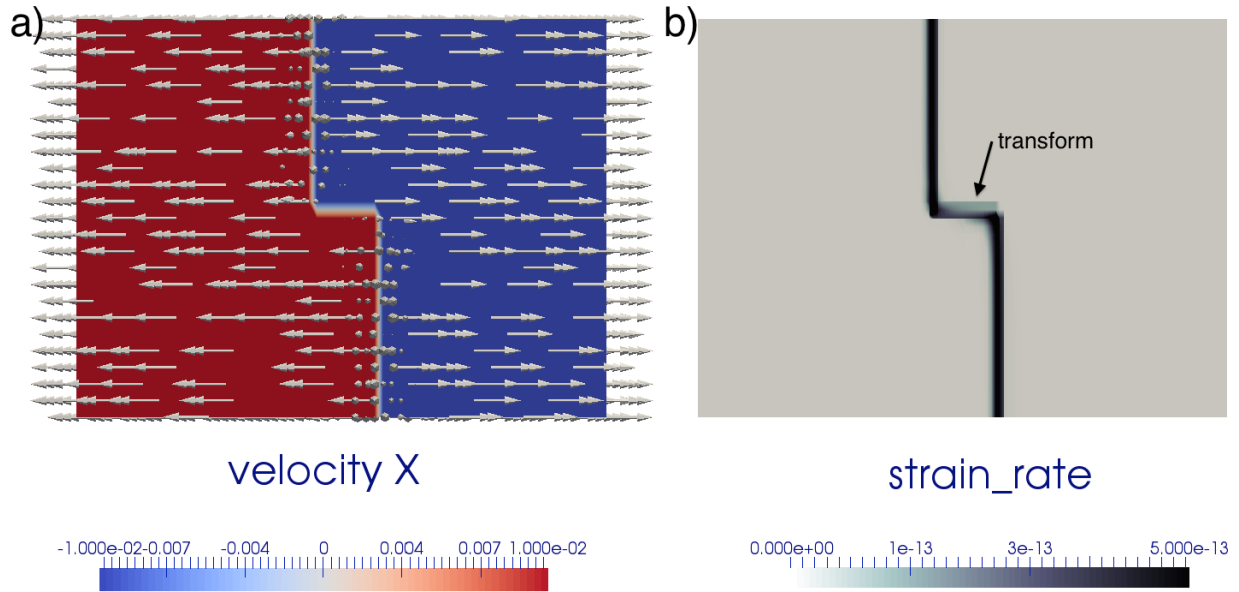 a)
b)
transform
velocity X
strain_rate
-1.000e-02 -0.007 -0.004 0 0.004 0.007 1.000e-02
0.000e+00 1e-13 3e-13 5.000e-13